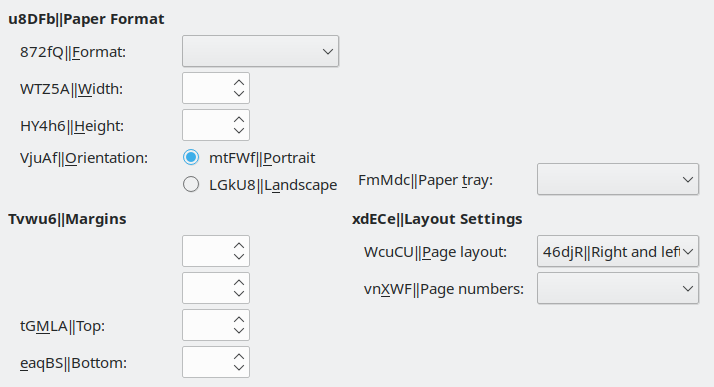 u8DFb||Paper Format
872fQ||Format:
WTZ5A||Width:
HY4h6||Height:
VjuAf||Orientation:
mtFWf||Portrait
LGkU8||Landscape
FmMdc||Paper tray:
Tvwu6||Margins
tGMLA||Top:
eaqBS||Bottom:
xdECe||Layout Settings
WcuCU||Page layout:
46djR||Right and left
vnXWF||Page numbers: